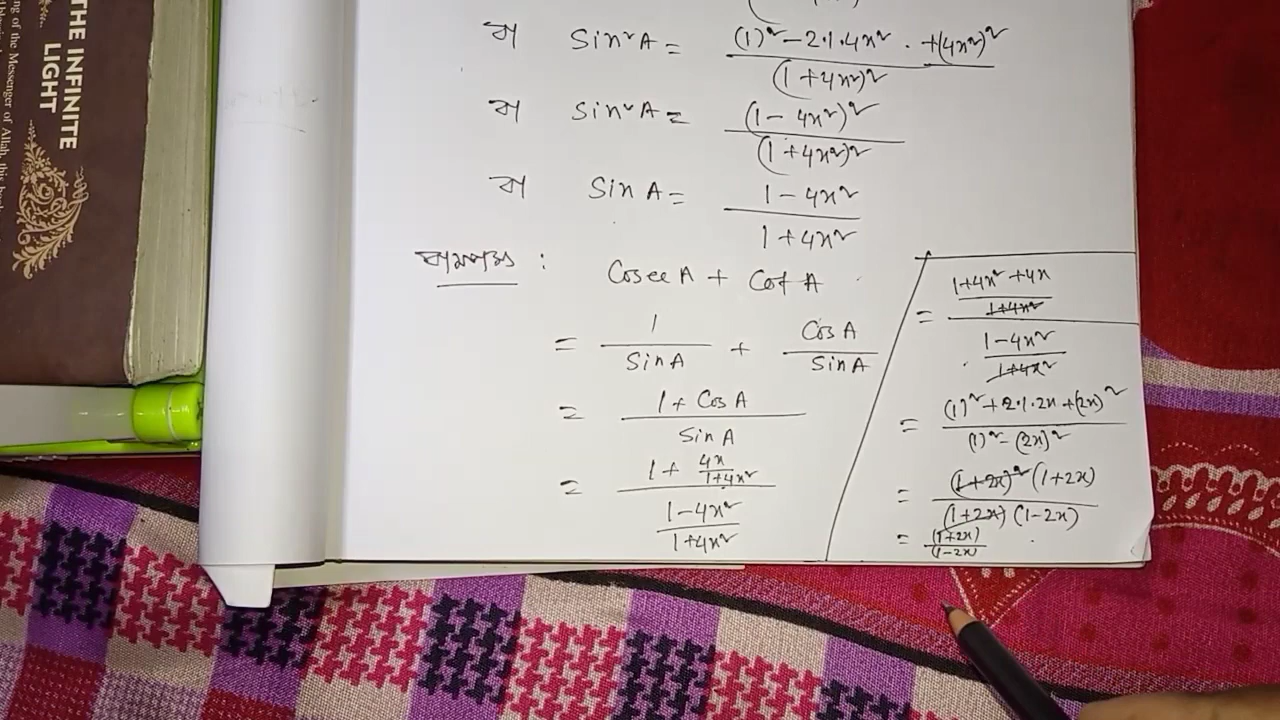 THE INFINITE
LIGHT
বা Sin²A = (1)² - 2.1.4x² . + (4x²)² / (1 + 4x²)²
বা Sin²A = (1 - 4x²)² / (1 + 4x²)²
বা Sin A = 1 - 4x² / 1 + 4x²
বামপক্ষ : Cosec A + Cot A
= 1 / Sin A + Cos A / Sin A
= 1 + Cos A / Sin A
= 1 + 4x / 1 + 4x² / 1 - 4x² / 1 + 4x²
= 1 + 4x² + 4x / 1 + 4x² / 1 - 4x² / 1 + 4x²
= (1)² + 2.1.2x + (2x)² / (1)² - (2x)²
= (1 + 2x)² (1 + 2x) / (1 + 2x) (1 - 2x)
= (1 + 2x) / (1 - 2x)